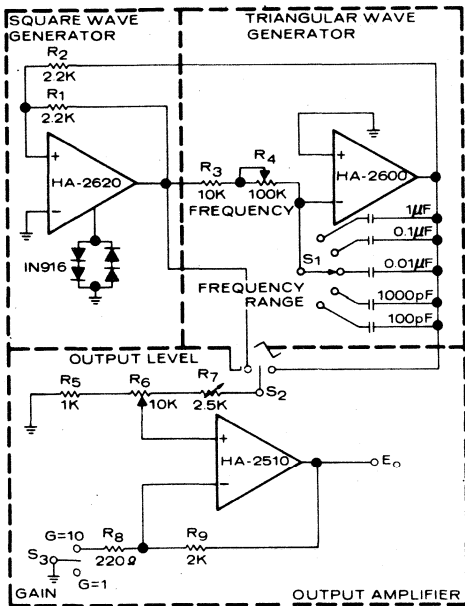 SQUARE WAVE
GENERATOR
TRIANGULAR WAVE
GENERATOR
R2
2.2K
R1
2.2K
+
HA-2620
−
IN916
R3
10K
R4
100K
FREQUENCY
+
HA-2600
−
1µF
0.1µF
S1
0.01µF
FREQUENCY
RANGE
1000pF
100pF
OUTPUT LEVEL
R5
1K
R6
10K
R7
2.5K
S2
+
HA-2510
−
Eo
G=10
R8
220Ω
R9
2K
S3
G=1
GAIN
OUTPUT AMPLIFIER